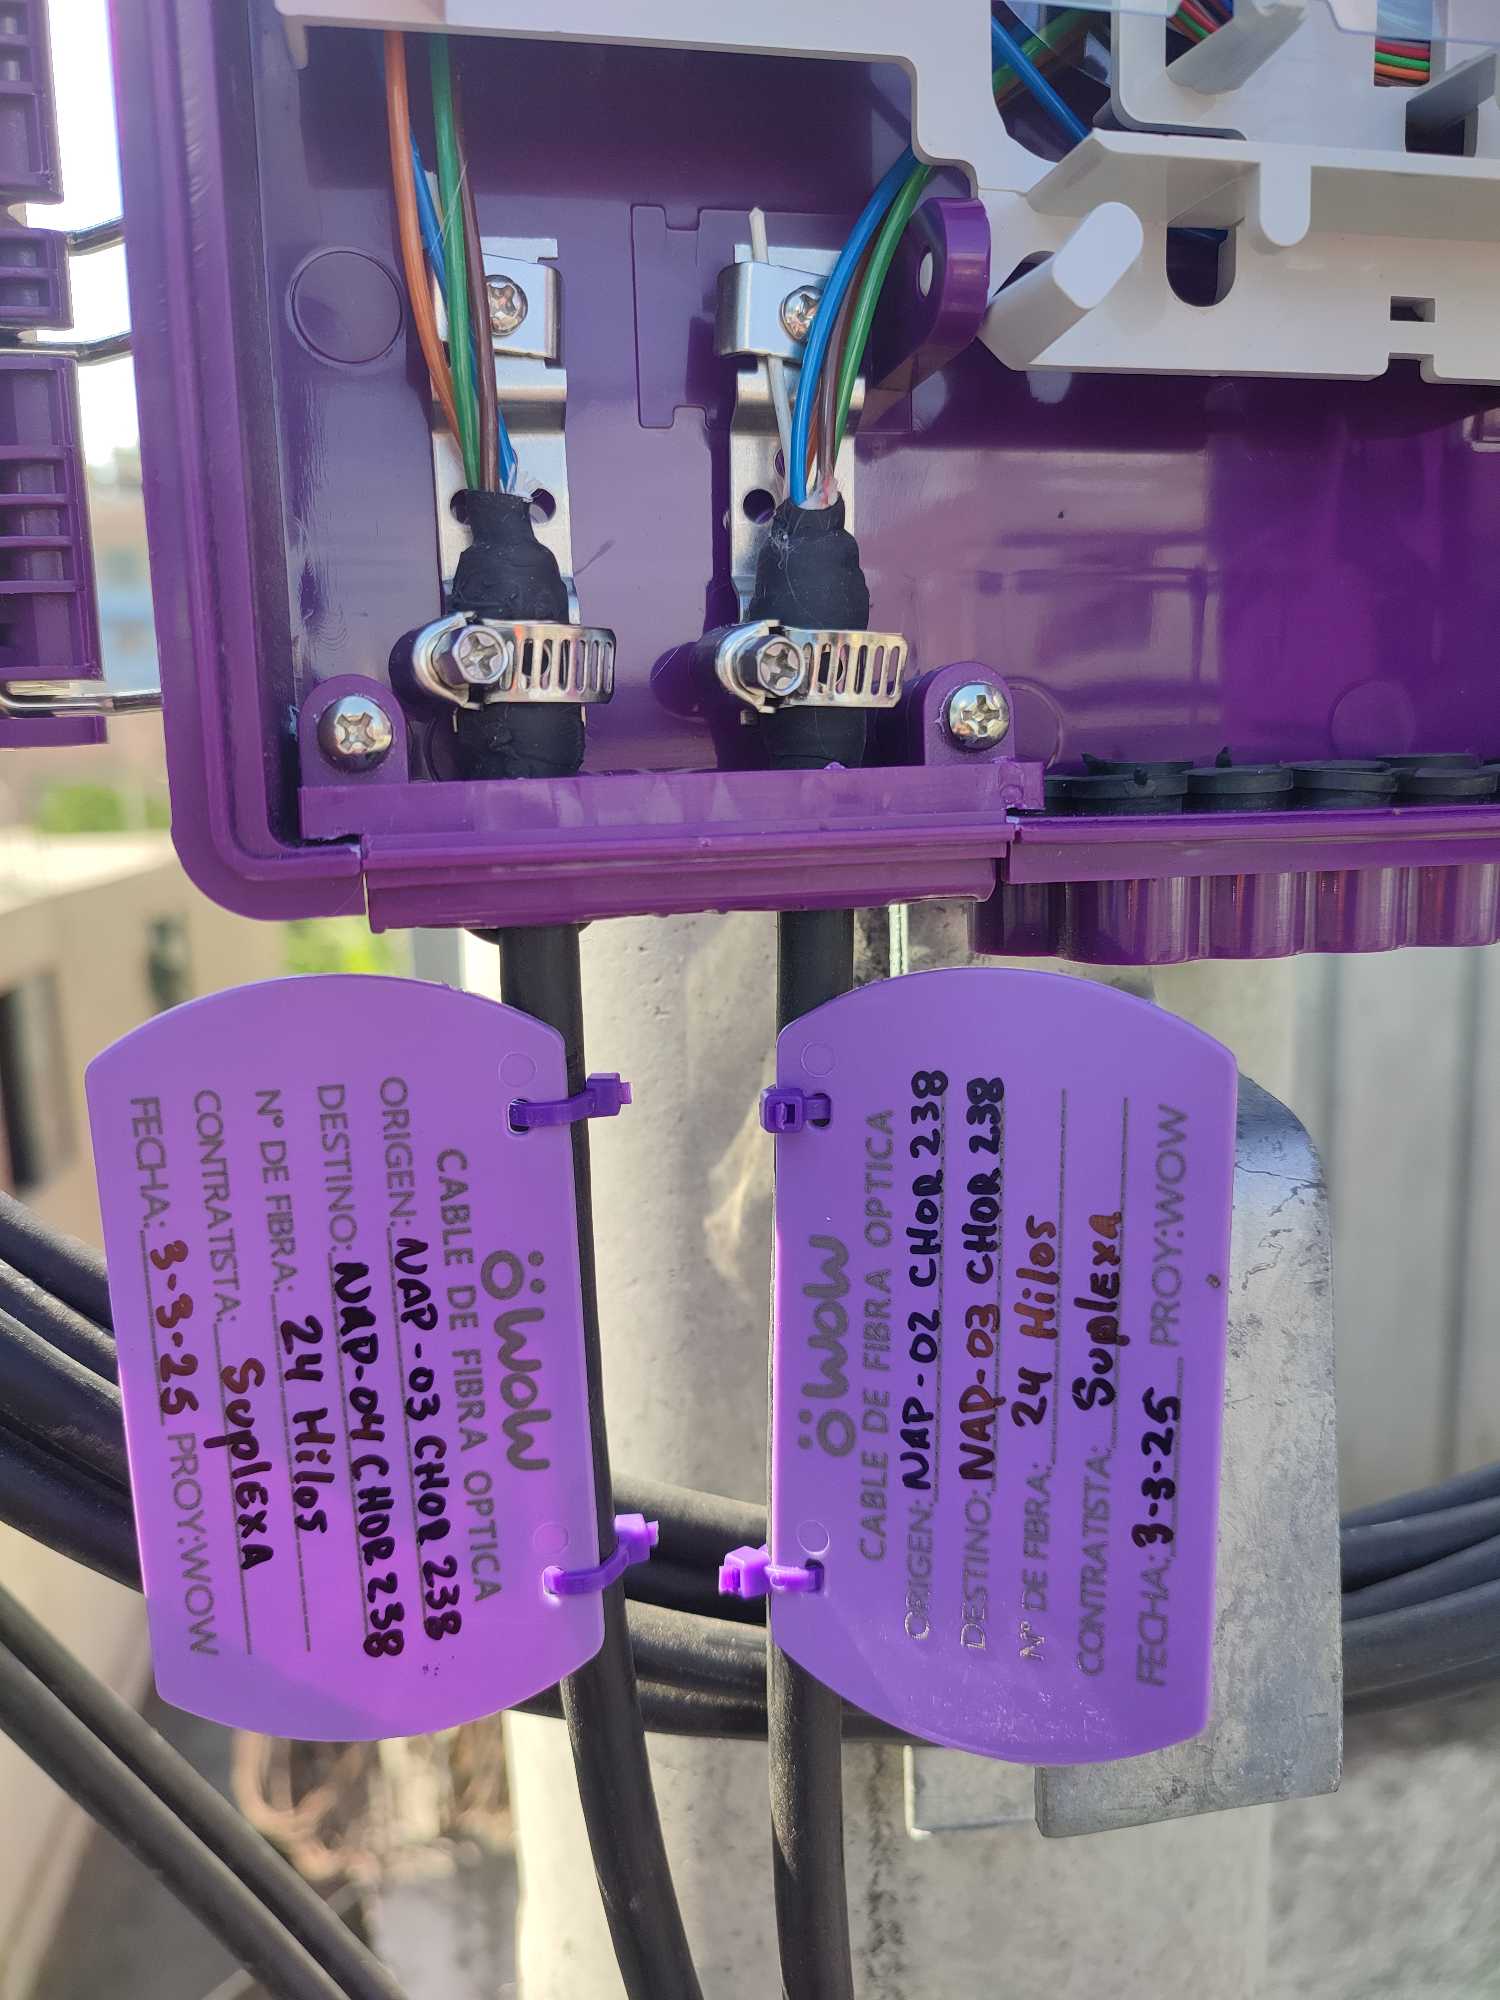 WOW
CABLE DE FIBRA OPTICA
ORIGEN: NAP-03 CHOR 238
DESTINO: NAP-04 CHOR 238
N° DE FIBRA: 24 Hilos
CONTRATISTA: Suplexa
FECHA: 3-3-25 PROY:WOW
WOW
CABLE DE FIBRA OPTICA
ORIGEN: NAP-02 CHOR 238
DESTINO: NAP-03 CHOR 238
N° DE FIBRA: 24 Hilos
CONTRATISTA: Suplexa
FECHA: 3-3-25 PROY:WOW